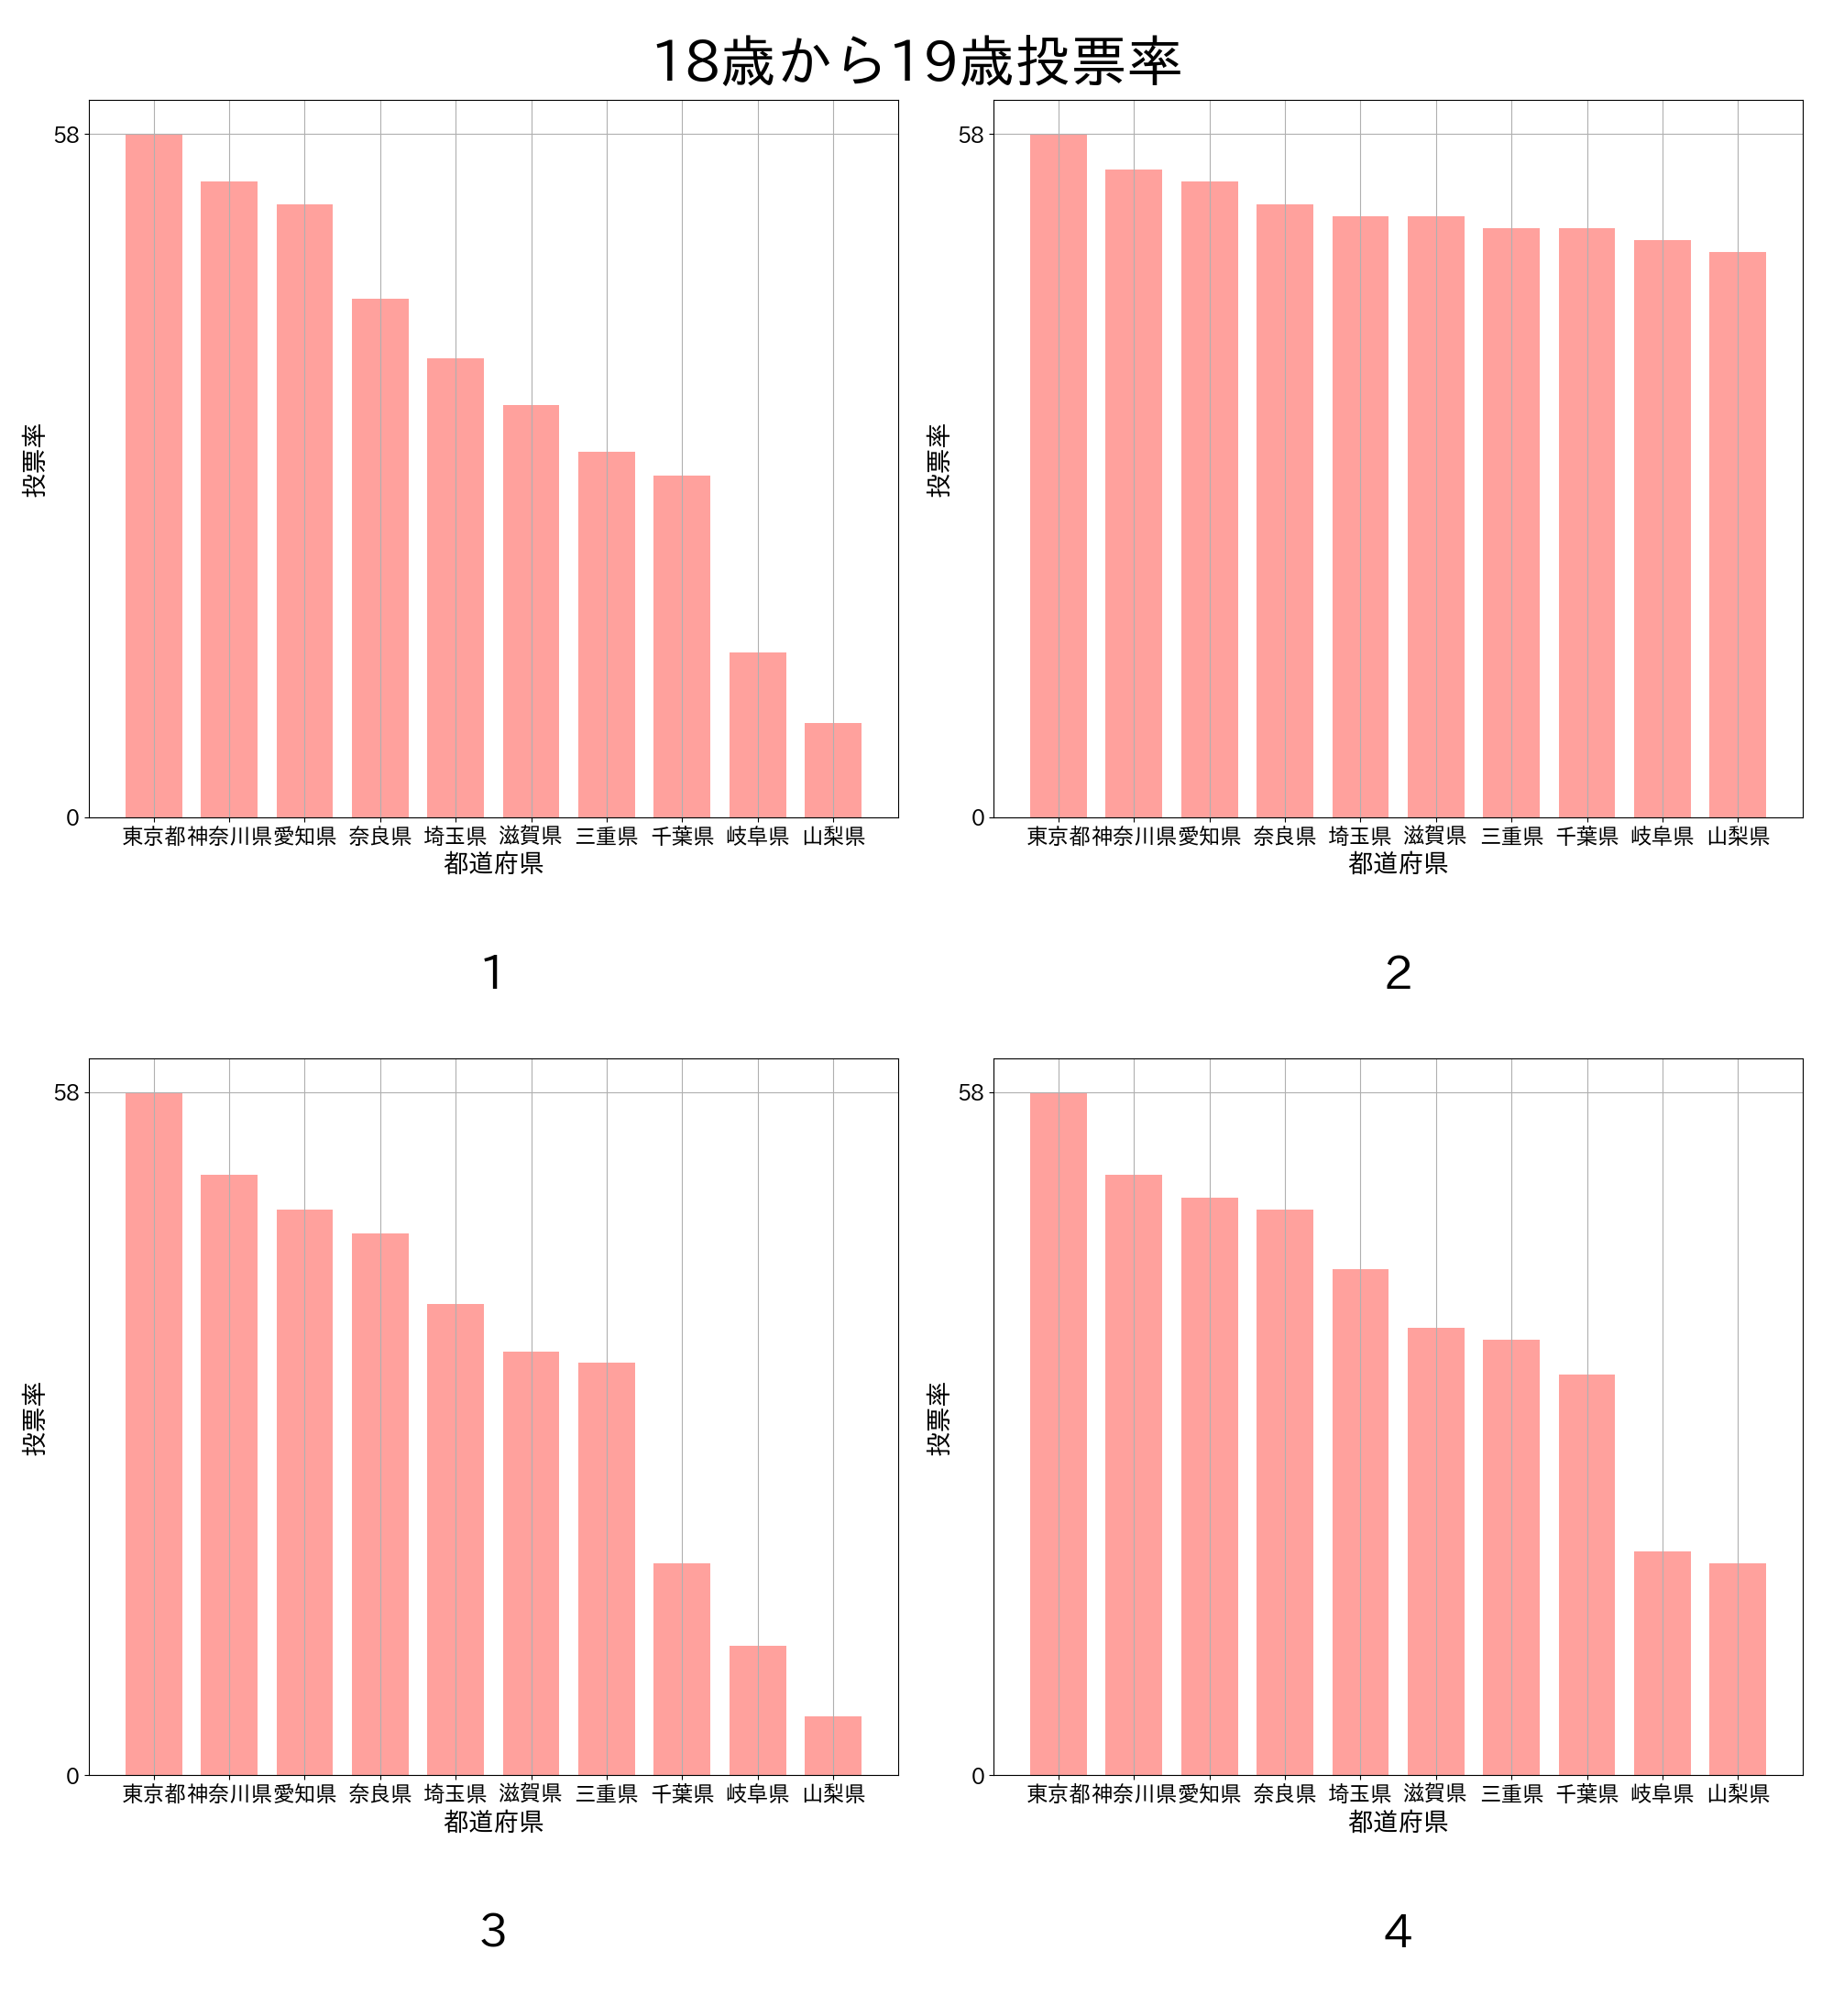 18歳から19歳投票率
58
0
投票率
東京都 神奈川県 愛知県 奈良県 埼玉県 滋賀県 三重県 千葉県 岐阜県 山梨県
都道府県
1
58
0
投票率
東京都 神奈川県 愛知県 奈良県 埼玉県 滋賀県 三重県 千葉県 岐阜県 山梨県
都道府県
2
58
0
投票率
東京都 神奈川県 愛知県 奈良県 埼玉県 滋賀県 三重県 千葉県 岐阜県 山梨県
都道府県
3
58
0
投票率
東京都 神奈川県 愛知県 奈良県 埼玉県 滋賀県 三重県 千葉県 岐阜県 山梨県
都道府県
4